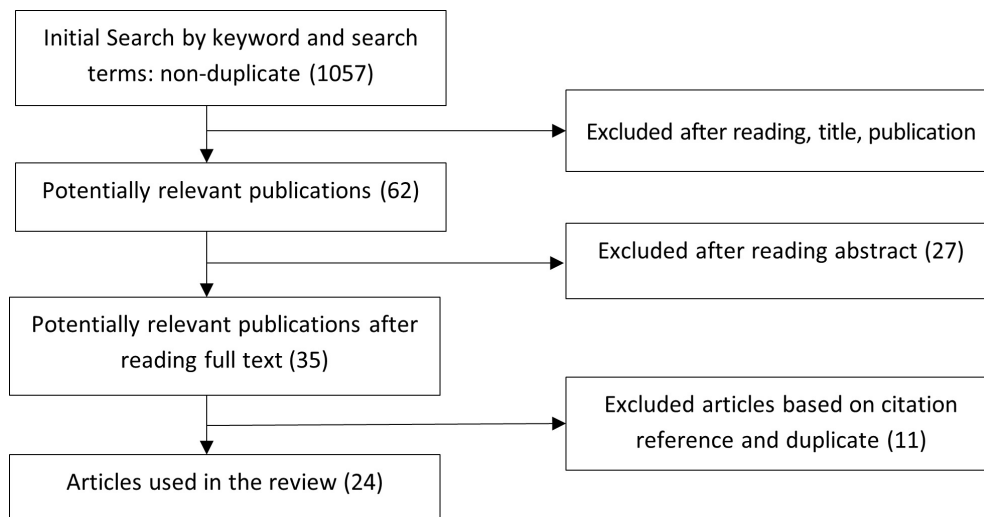 Initial Search by keyword and search
terms: non-duplicate (1057)
Excluded after reading, title, publication
Potentially relevant publications (62)
Excluded after reading abstract (27)
Potentially relevant publications after
reading full text (35)
Excluded articles based on citation
reference and duplicate (11)
Articles used in the review (24)